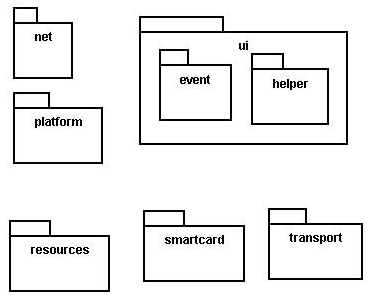 net
ui
event
helper
platform
resources
smartcard
transport